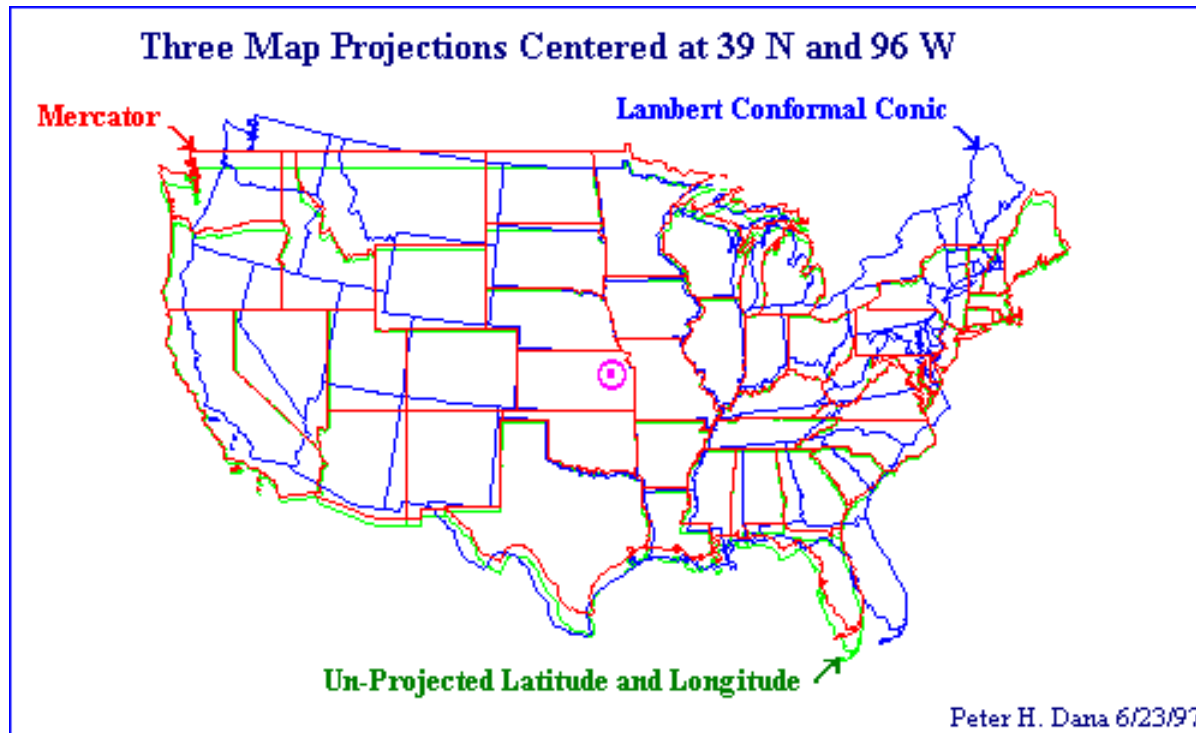 Three Map Projections Centered at 39 N and 96 W
Lambert Conformal Conic
Mercator
Un-Projected Latitude and Longitude
Peter H. Dana 6/23/97